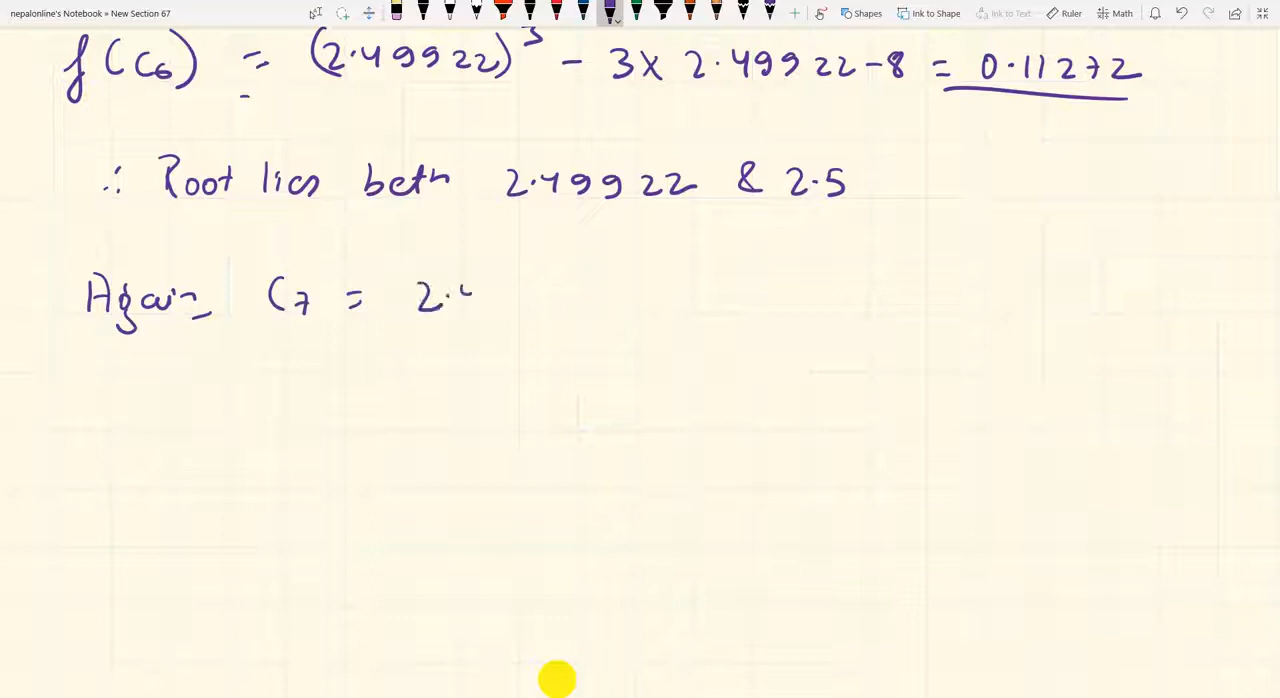 nepalonline's Notebook » New Section 67
Shapes Ink to Shape Ink to Text Ruler Math
f(c6) = (2.49922)^3 - 3 x 2.49922 - 8 = 0.11272
∴ Root lies betn 2.49922 & 2.5
Again C7 = 2.